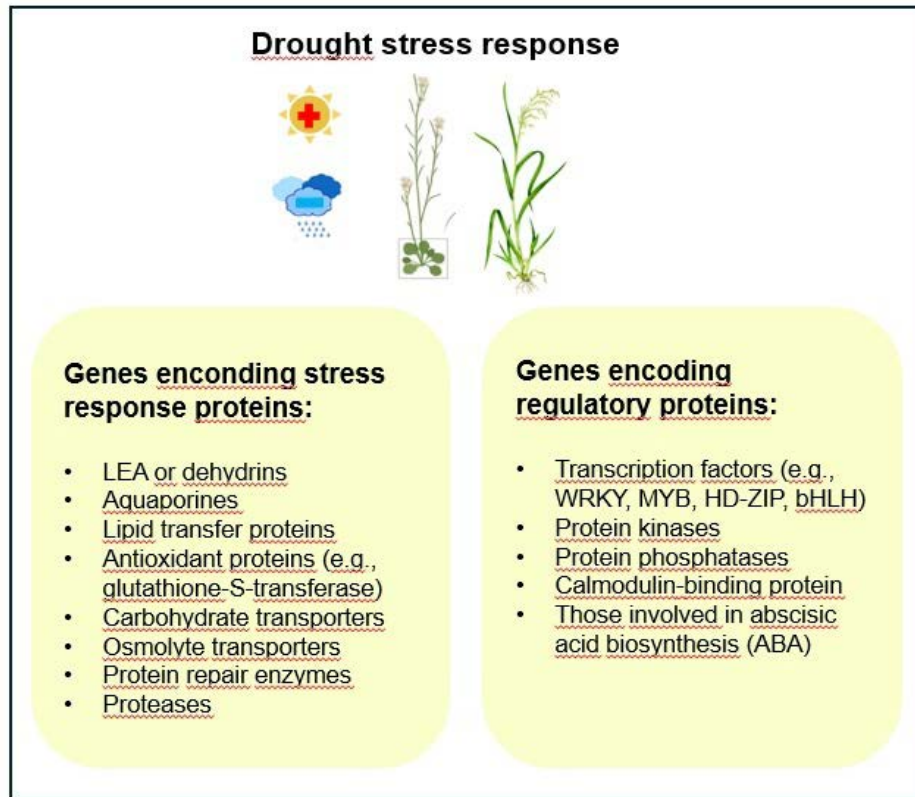 Drought stress response
Genes enconding stress
response proteins:
• LEA or dehydrins
• Aquaporines
• Lipid transfer proteins
• Antioxidant proteins (e.g.,
glutathione-S-transferase)
• Carbohydrate transporters
• Osmolyte transporters
• Protein repair enzymes
• Proteases
Genes encoding
regulatory proteins:
• Transcription factors (e.g.,
WRKY, MYB, HD-ZIP, bHLH)
• Protein kinases
• Protein phosphatases
• Calmodulin-binding protein
• Those involved in abscisic
acid biosynthesis (ABA)